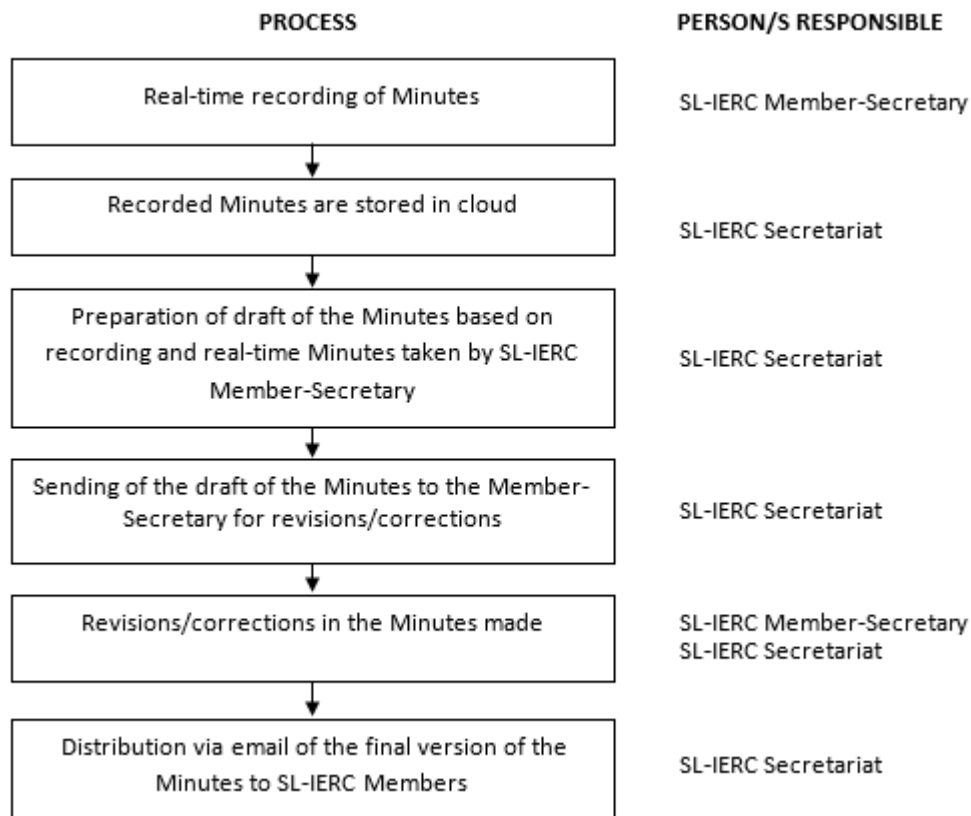 PROCESS
PERSON/S RESPONSIBLE
Real-time recording of Minutes
SL-IERC Member-Secretary
Recorded Minutes are stored in cloud
SL-IERC Secretariat
Preparation of draft of the Minutes based on
recording and real-time Minutes taken by SL-IERC
Member-Secretary
SL-IERC Secretariat
Sending of the draft of the Minutes to the Member-
Secretary for revisions/corrections
SL-IERC Secretariat
Revisions/corrections in the Minutes made
SL-IERC Member-Secretary
SL-IERC Secretariat
Distribution via email of the final version of the
Minutes to SL-IERC Members
SL-IERC Secretariat